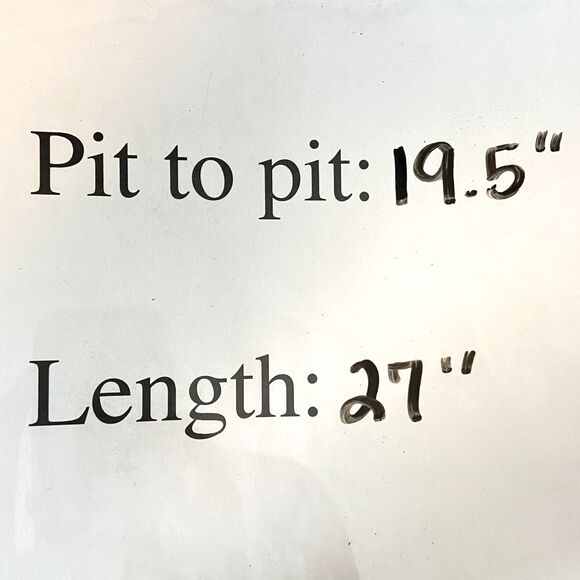 Pit to pit: 19.5"
Length: 27"